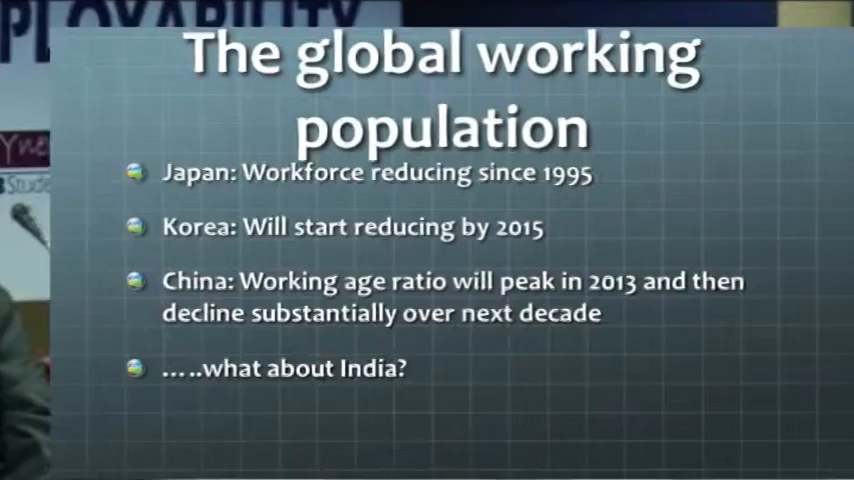 PLOYABILITY
The global working
population
Japan: Workforce reducing since 1995
Korea: Will start reducing by 2015
China: Working age ratio will peak in 2013 and then
decline substantially over next decade
.....what about India?